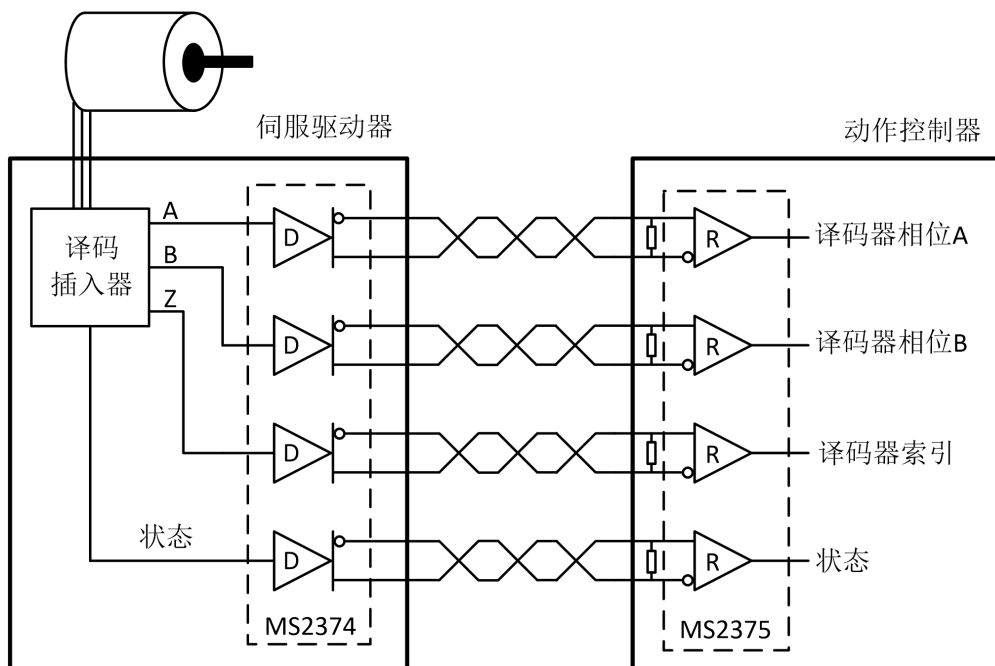 伺服驱动器
动作控制器
译码
插入器
A
B
Z
状态
D
D
D
D
MS2374
R
R
R
R
MS2375
译码器相位A
译码器相位B
译码器索引
状态